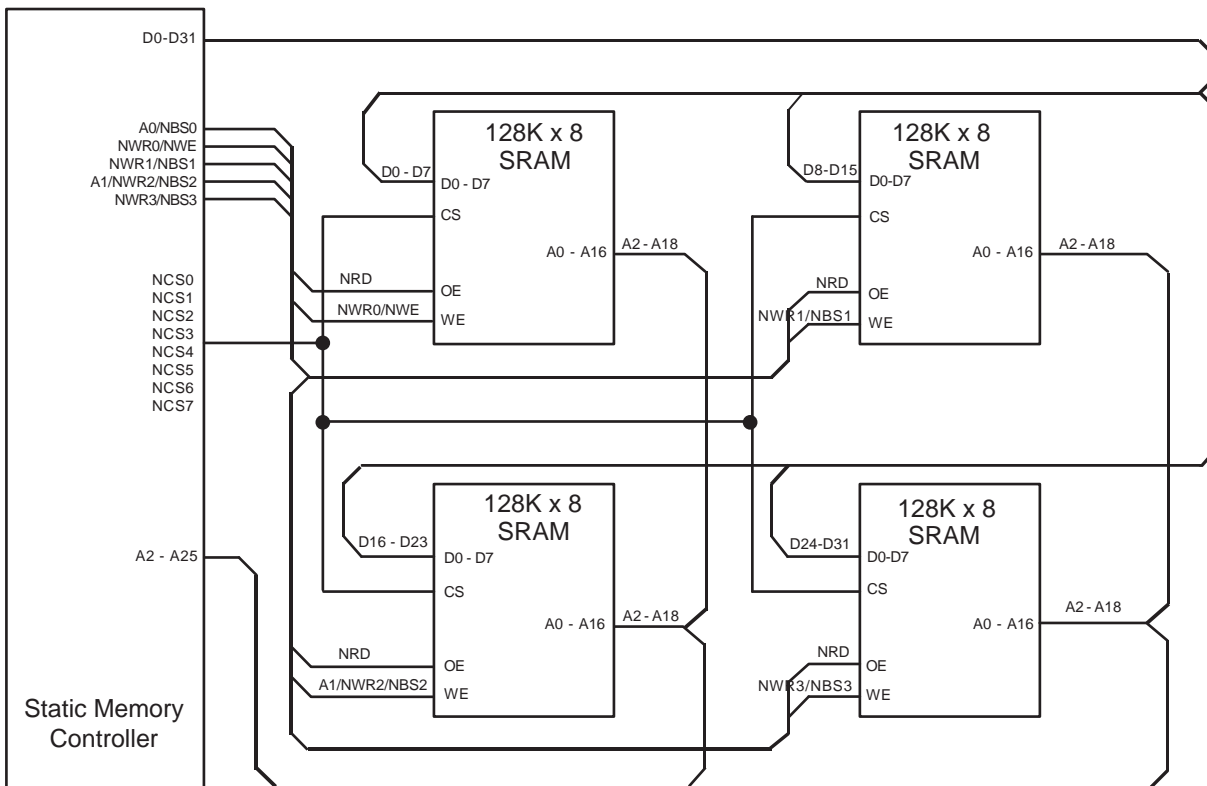 D0-D31
A0/NBS0
NWR0/NWE
NWR1/NBS1
A1/NWR2/NBS2
NWR3/NBS3
NCS0
NCS1
NCS2
NCS3
NCS4
NCS5
NCS6
NCS7
A2 - A25
Static Memory
Controller
128K x 8
SRAM
D0 - D7
D0 - D7
CS
A0 - A16
A2 - A18
NRD
OE
NWR0/NWE
WE
128K x 8
SRAM
D8-D15
D0-D7
CS
A0 - A16
A2 - A18
NRD
OE
NWR1/NBS1
WE
128K x 8
SRAM
D16 - D23
D0 - D7
CS
A0 - A16
A2 - A18
NRD
OE
A1/NWR2/NBS2
WE
128K x 8
SRAM
D24-D31
D0-D7
CS
A0 - A16
A2 - A18
NRD
OE
NWR3/NBS3
WE